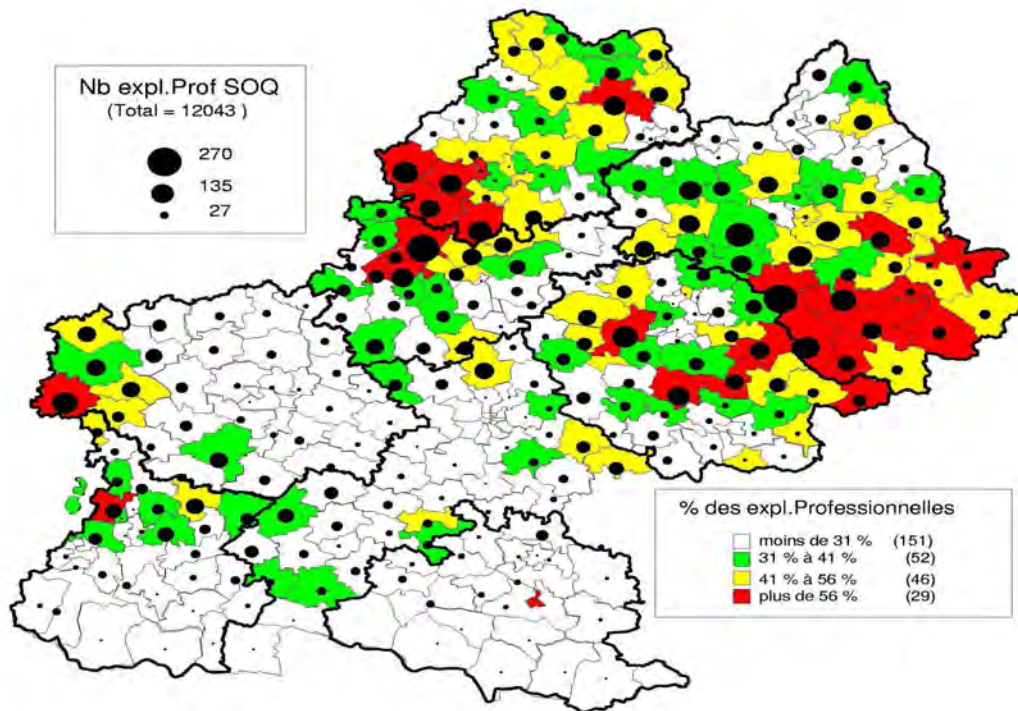 Nb expl.Prof SOQ
(Total = 12043 )
270
135
27
% des expl.Professionnelles
moins de 31 % (151)
31 % à 41 % (52)
41 % à 56 % (46)
plus de 56 % (29)